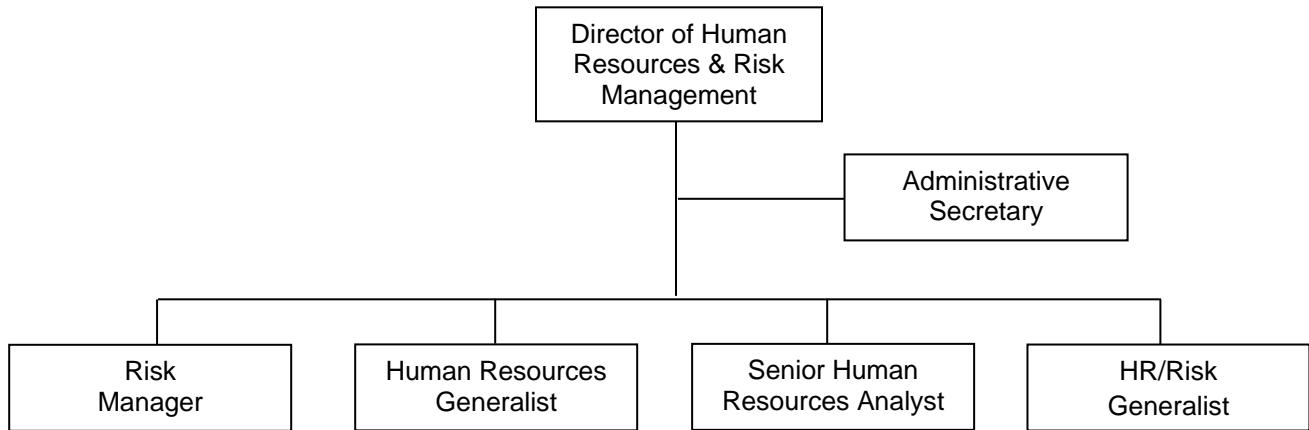 Director of Human
Resources & Risk
Management
Administrative
Secretary
Risk
Manager
Human Resources
Generalist
Senior Human
Resources Analyst
HR/Risk
Generalist